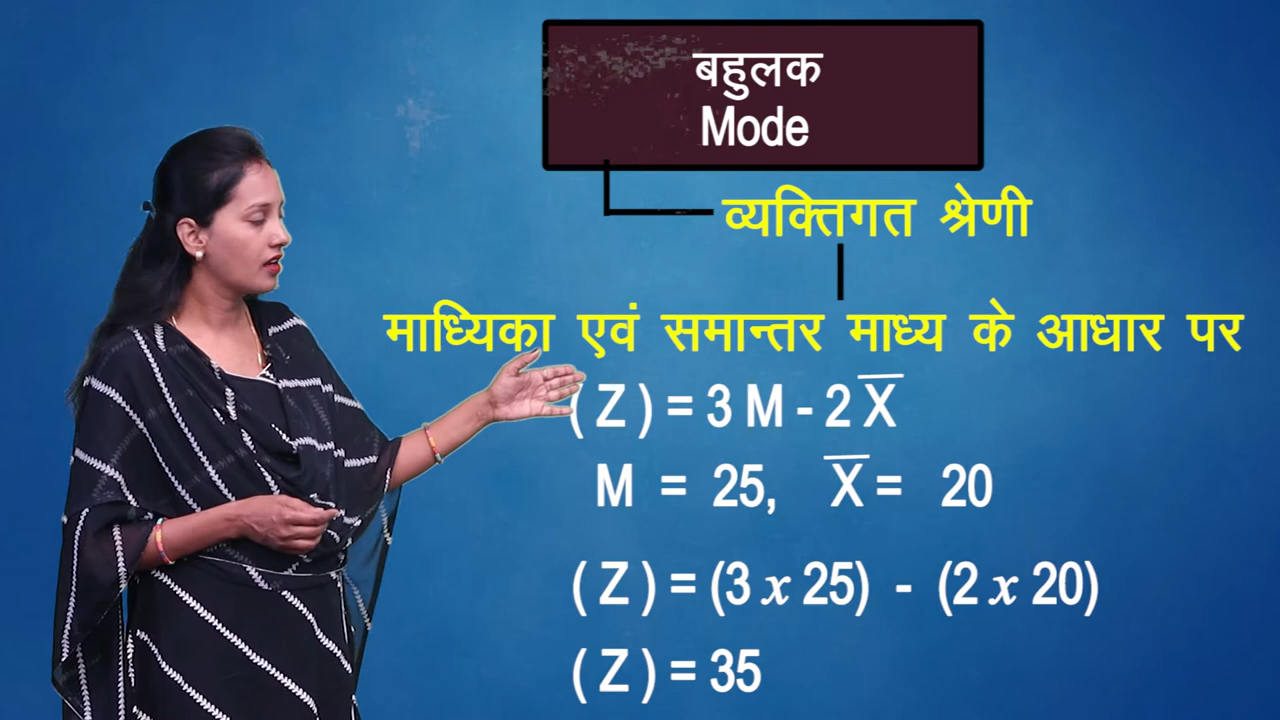 बहुलक
Mode
व्यक्तिगत श्रेणी
माध्यिका एवं समान्तर माध्य के आधार पर
( Z ) = 3 M - 2 X̅
M = 25, X̅ = 20
( Z ) = (3 x 25) - (2 x 20)
( Z ) = 35